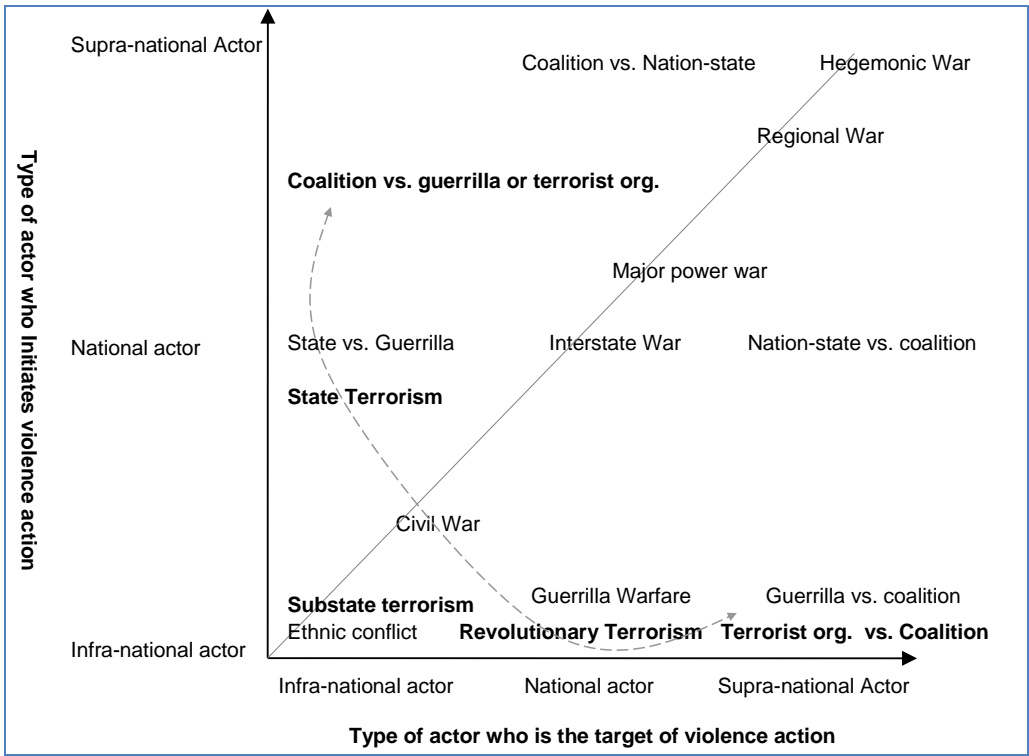 Supra-national Actor
Coalition vs. Nation-state
Hegemonic War
Regional War
Type of actor who Initiates violence action
Coalition vs. guerrilla or terrorist org.
Major power war
National actor
State vs. Guerrilla
Interstate War
Nation-state vs. coalition
State Terrorism
Civil War
Substate terrorism
Guerrilla Warfare
Guerrilla vs. coalition
Ethnic conflict
Revolutionary Terrorism
Terrorist org. vs. Coalition
Infra-national actor
Infra-national actor
National actor
Supra-national Actor
Type of actor who is the target of violence action